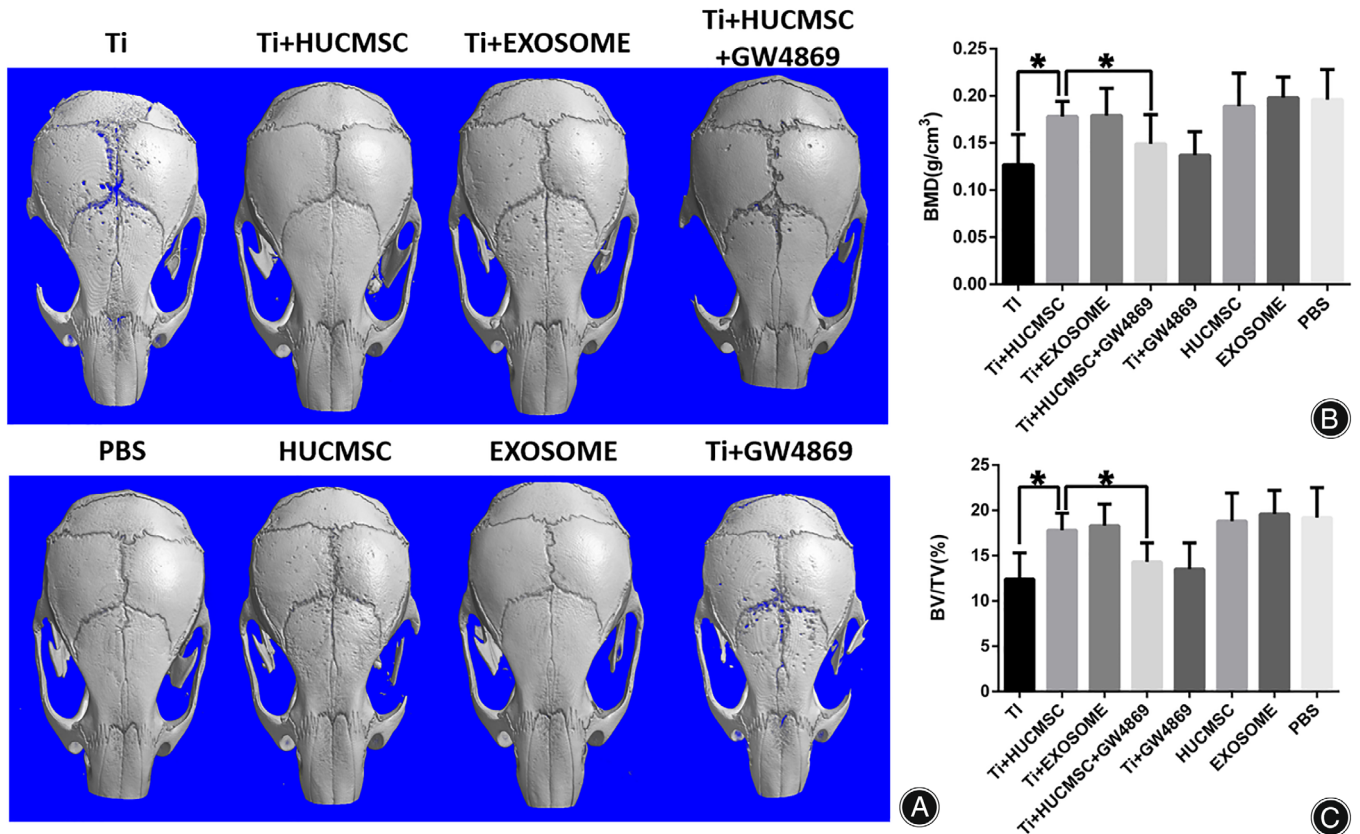 Ti
Ti+HUCMSC
Ti+EXOSOME
Ti+HUCMSC
+GW4869
PBS
HUCMSC
EXOSOME
Ti+GW4869
A
BMD(g/cm³)
0.25
0.20
0.15
0.10
0.05
0.00
*
*
TI
Ti+HUCMSC
Ti+EXOSOME
Ti+HUCMSC+GW4869
Ti+GW4869
HUCMSC
EXOSOME
PBS
B
BV/TV(%)
25
20
15
10
5
0
*
*
TI
Ti+HUCMSC
Ti+EXOSOME
Ti+HUCMSC+GW4869
Ti+GW4869
HUCMSC
EXOSOME
PBS
C